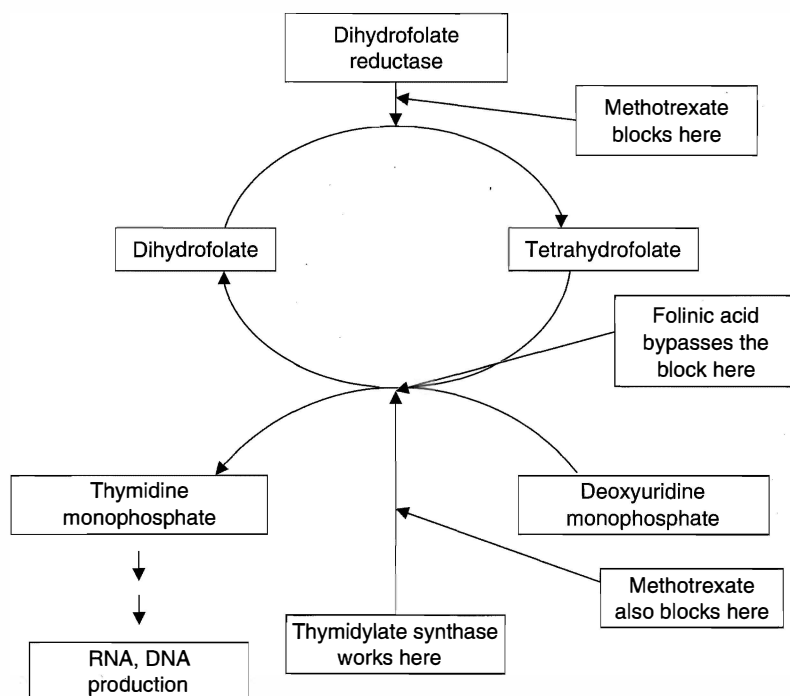 Dihydrofolate
reductase
Methotrexate
blocks here
Dihydrofolate
Tetrahydrofolate
Folinic acid
bypasses the
block here
Thymidine
monophosphate
Deoxyuridine
monophosphate
Methotrexate
also blocks here
Thymidylate synthase
works here
RNA, DNA
production